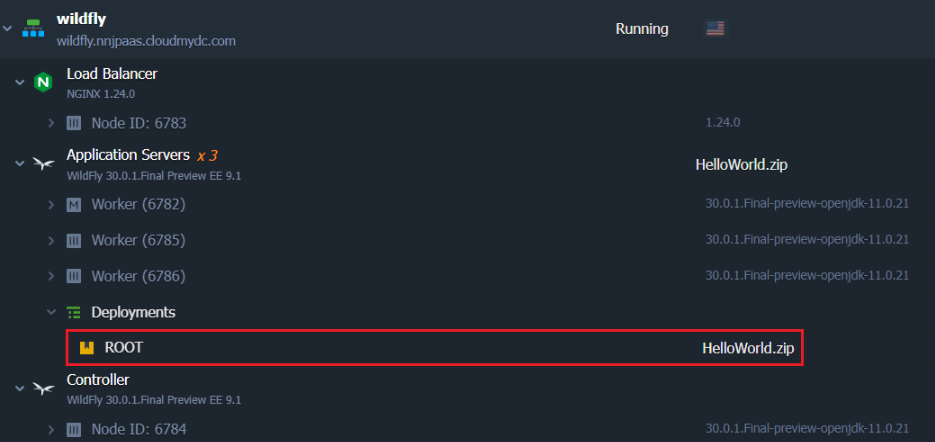 wildfly
wildfly.nnjpaas.cloudmydc.com
Running
Load Balancer
NGINX 1.24.0
Node ID: 6783
1.24.0
Application Servers x 3
WildFly 30.0.1.Final Preview EE 9.1
HelloWorld.zip
M Worker (6782)
30.0.1.Final-preview-openjdk-11.0.21
Worker (6785)
30.0.1.Final-preview-openjdk-11.0.21
Worker (6786)
30.0.1.Final-preview-openjdk-11.0.21
Deployments
ROOT
HelloWorld.zip
Controller
WildFly 30.0.1.Final Preview EE 9.1
Node ID: 6784
30.0.1.Final-preview-openjdk-11.0.21